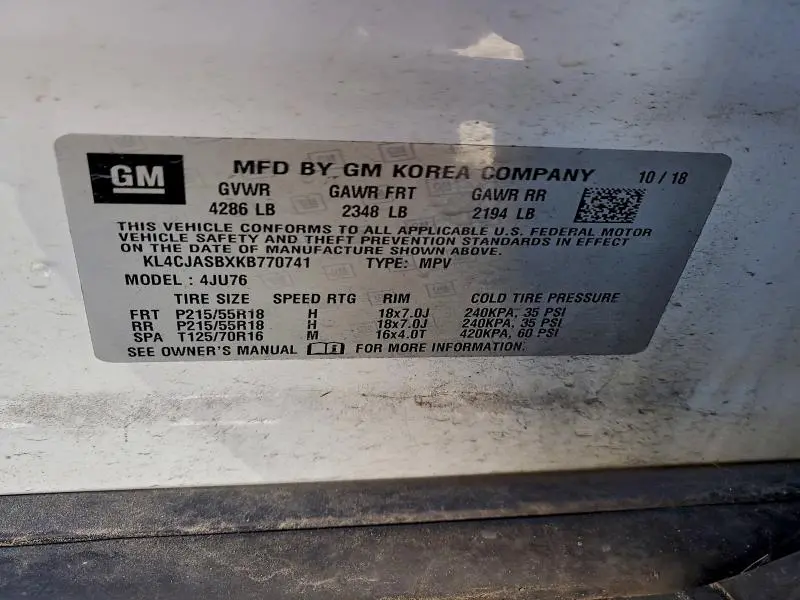 GM MFD BY GM KOREA COMPANY 10 / 18
GVWR GAWR FRT GAWR RR
4286 LB 2348 LB 2194 LB
THIS VEHICLE CONFORMS TO ALL APPLICABLE U.S. FEDERAL MOTOR
VEHICLE SAFETY AND THEFT PREVENTION STANDARDS IN EFFECT
ON THE DATE OF MANUFACTURE SHOWN ABOVE.
KL4CJASBXKB770741 TYPE: MPV
MODEL : 4JU76
TIRE SIZE SPEED RTG RIM COLD TIRE PRESSURE
FRT P215/55R18 H 18x7.0J 240KPA, 35 PSI
RR P215/55R18 H 18x7.0J 240KPA, 35 PSI
SPA T125/70R16 M 16x4.0T 420KPA, 60 PSI
SEE OWNER'S MANUAL FOR MORE INFORMATION.